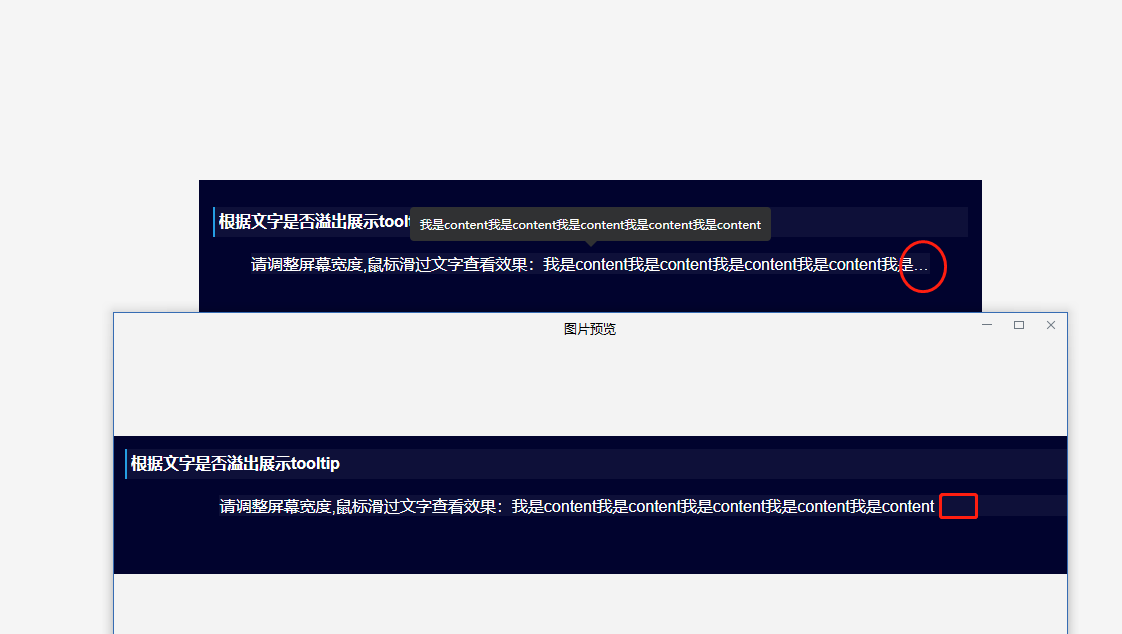 根据文字是否溢出展示toolt
我是content我是content我是content我是content我是content
请调整屏幕宽度,鼠标滑过文字查看效果：我是content我是content我是content我是content我是...
图片预览
根据文字是否溢出展示tooltip
请调整屏幕宽度,鼠标滑过文字查看效果：我是content我是content我是content我是content我是content